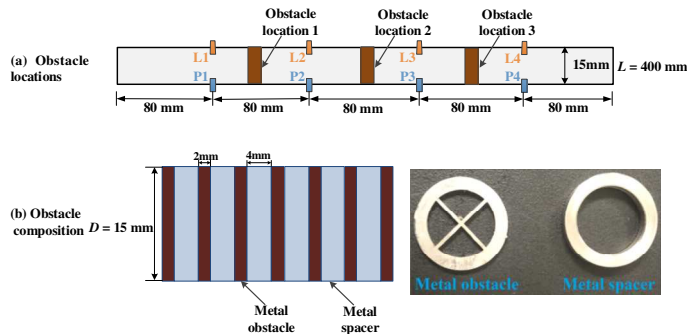 Obstacle location 1
Obstacle location 2
Obstacle location 3
(a) Obstacle locations
L1 L2 L3 L4
P1 P2 P3 P4
15mm
L = 400 mm
80 mm 80 mm 80 mm 80 mm 80 mm
2mm 4mm
(b) Obstacle composition
D = 15 mm
Metal obstacle
Metal spacer
Metal obstacle
Metal spacer